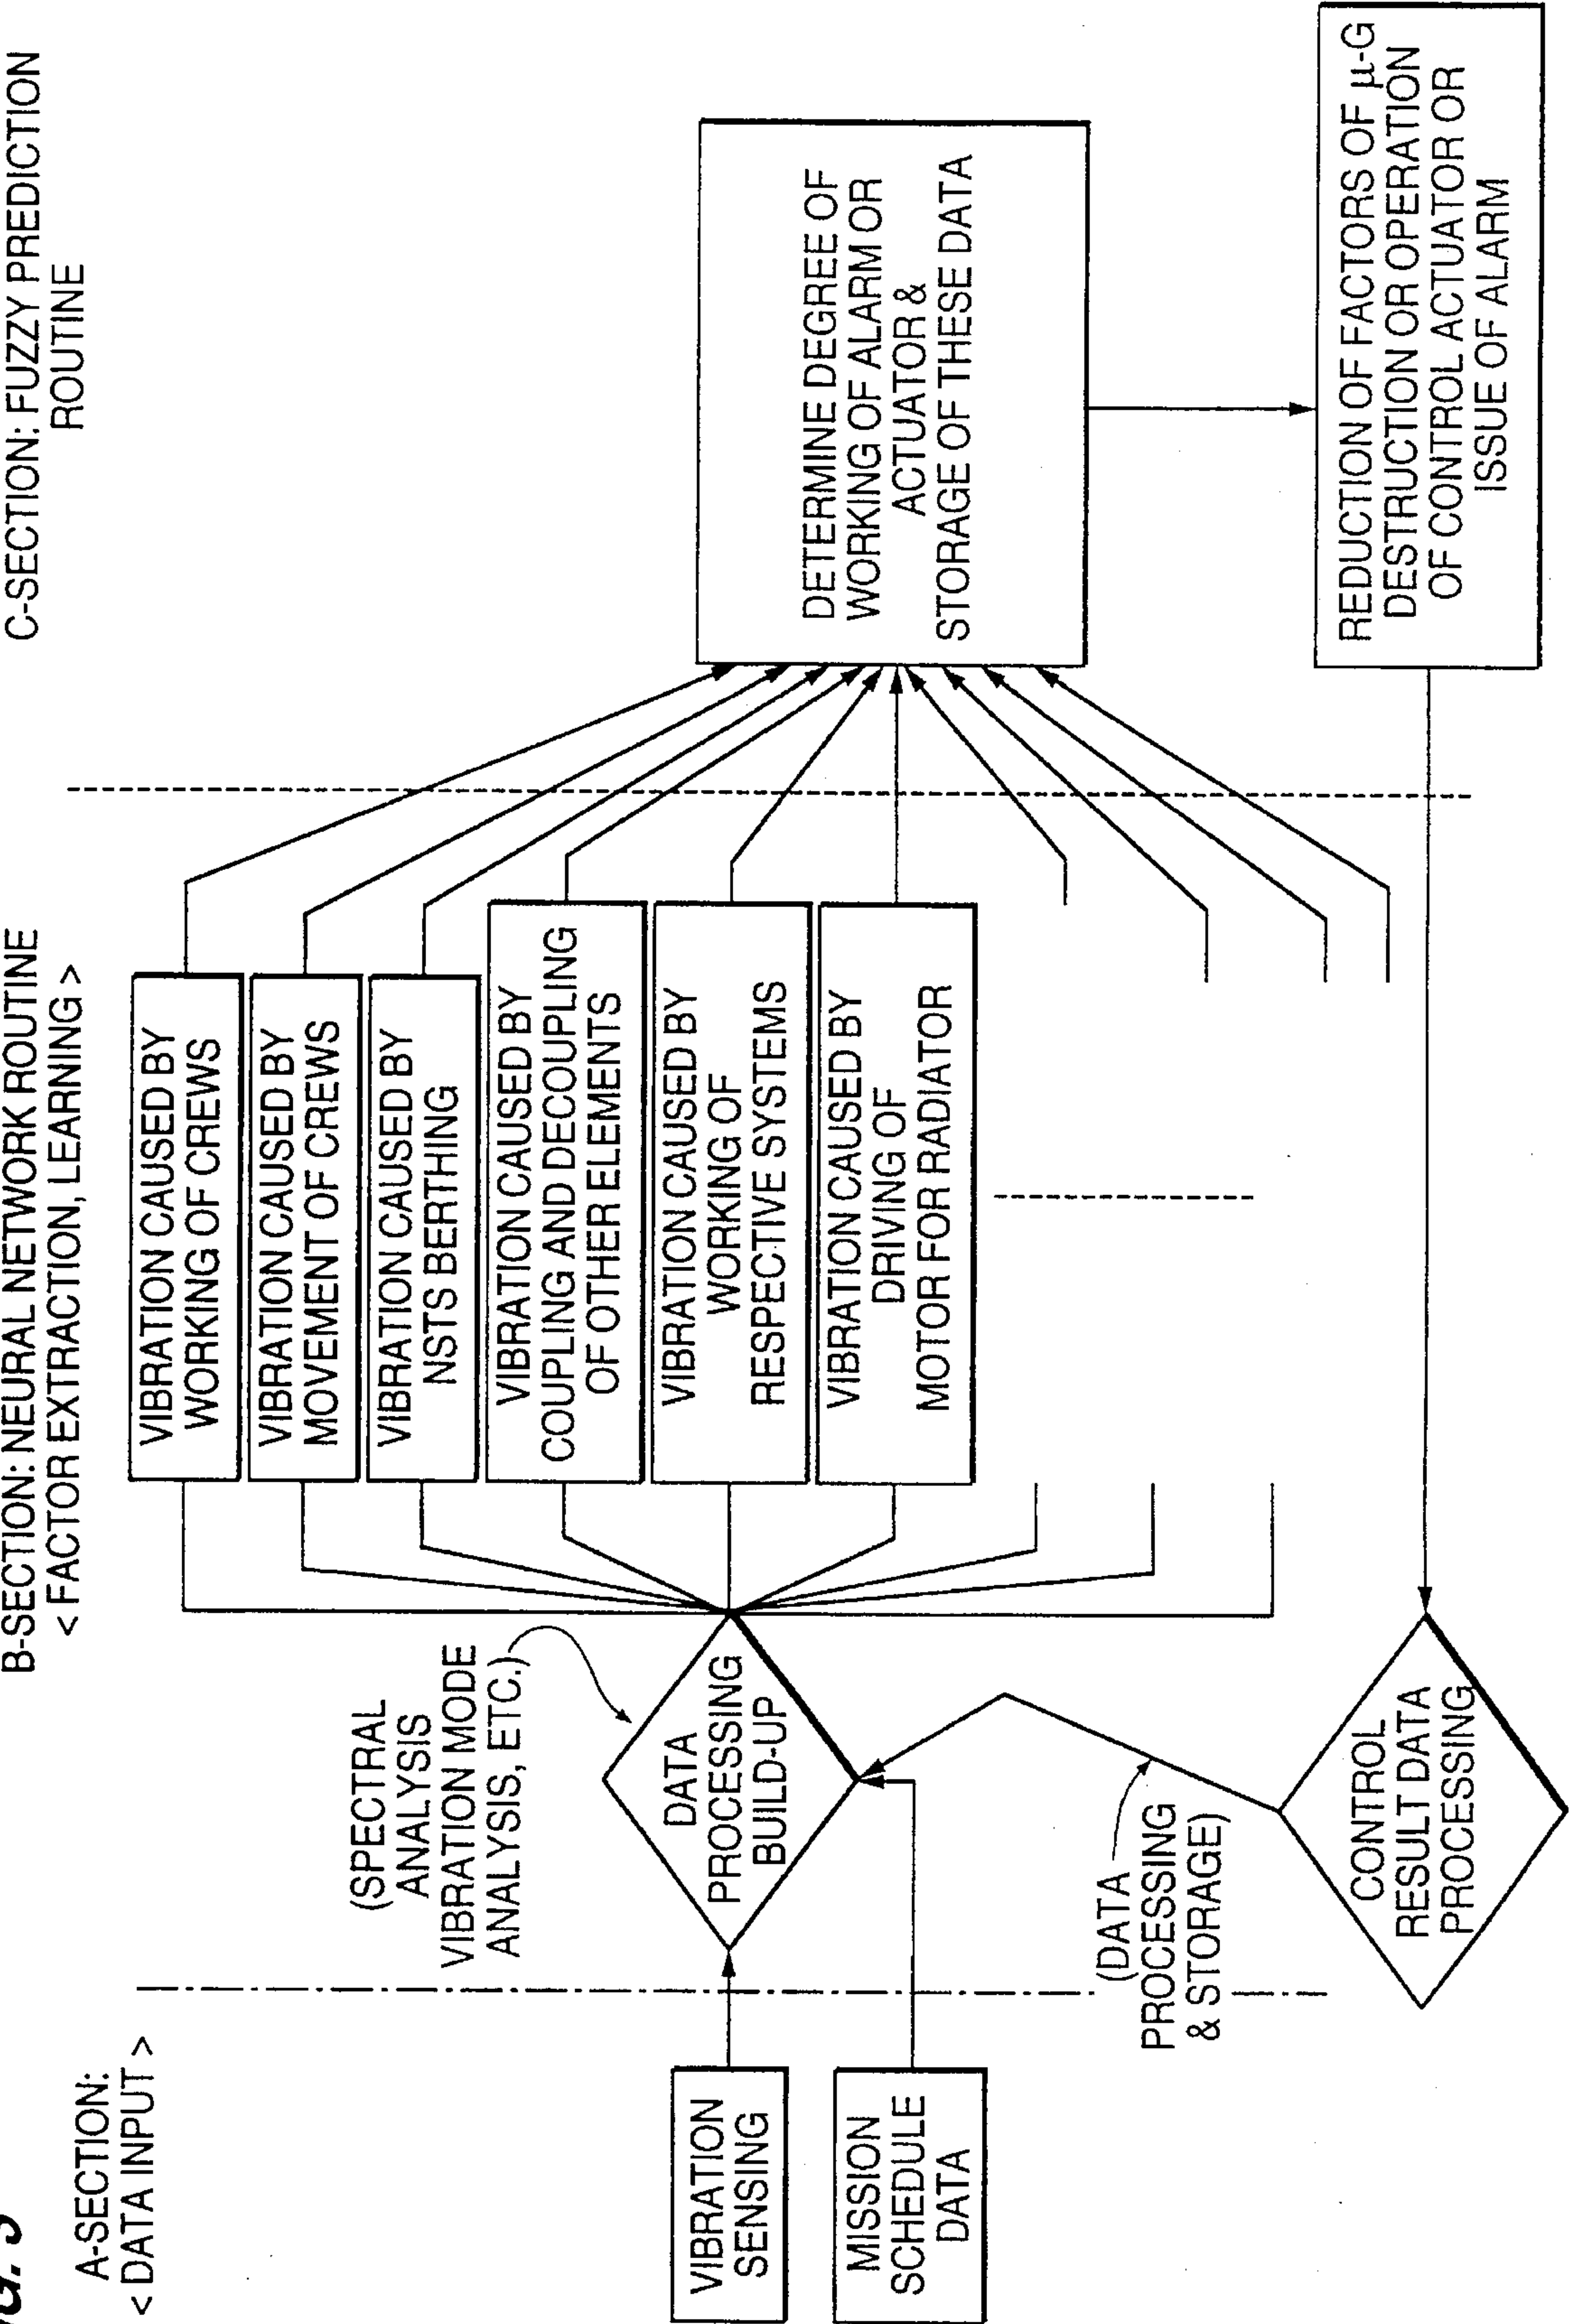 A-SECTION:
< DATA INPUT >
B-SECTION: NEURAL NETWORK ROUTINE
< FACTOR EXTRACTION, LEARNING >
C-SECTION: FUZZY PREDICTION
ROUTINE
VIBRATION
SENSING
MISSION
SCHEDULE
DATA
(SPECTRAL
ANALYSIS
VIBRATION MODE
ANALYSIS, ETC.)
DATA
PROCESSING
BUILD-UP
(DATA
PROCESSING
& STORAGE)
CONTROL
RESULT DATA
PROCESSING
VIBRATION CAUSED BY
WORKING OF CREWS
VIBRATION CAUSED BY
MOVEMENT OF CREWS
VIBRATION CAUSED BY
NSTS BERTHING
VIBRATION CAUSED BY
COUPLING AND DECOUPLING
OF OTHER ELEMENTS
VIBRATION CAUSED BY
WORKING OF
RESPECTIVE SYSTEMS
VIBRATION CAUSED BY
DRIVING OF
MOTOR FOR RADIATOR
DETERMINE DEGREE OF
WORKING OF ALARM OR
ACTUATOR &
STORAGE OF THESE DATA
REDUCTION OF FACTORS OF μ-G
DESTRUCTION OR OPERATION
OF CONTROL ACTUATOR OR
ISSUE OF ALARM